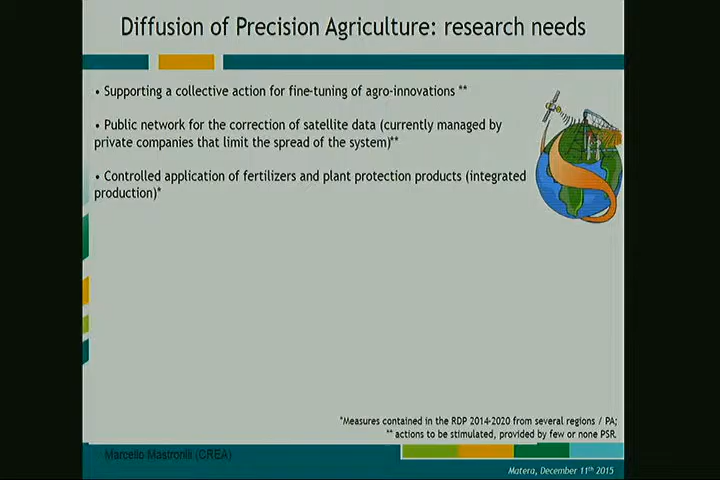 Diffusion of Precision Agriculture: research needs
• Supporting a collective action for fine-tuning of agro-innovations **
• Public network for the correction of satellite data (currently managed by
private companies that limit the spread of the system)**
• Controlled application of fertilizers and plant protection products (integrated
production)*
*Measures contained in the RDP 2014-2020 from several regions / PA;
** actions to be stimulated, provided by few or none PSR.
Marcello Mastrorilli (CREA)
Matera, December 11th 2015